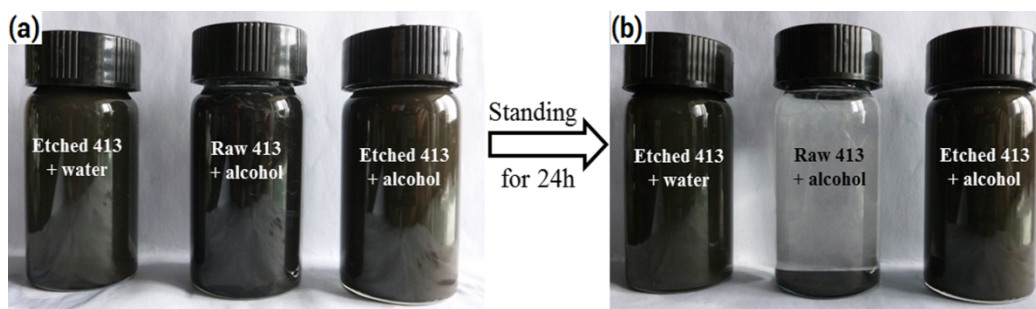 (a)
Etched 413
+ water
Raw 413
+ alcohol
Etched 413
+ alcohol
Standing
for 24h
(b)
Etched 413
+ water
Raw 413
+ alcohol
Etched 413
+ alcohol